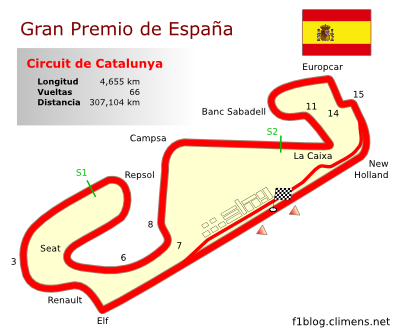 Gran Premio de España
Circuit de Catalunya
Longitud 4,655 km
Vueltas 66
Distancia 307,104 km
Europcar
15
Banc Sabadell
11
14
S2
Campsa
La Caixa
New
Holland
S1
Repsol
8
7
Seat
6
3
Renault
Elf
f1blog.climens.net